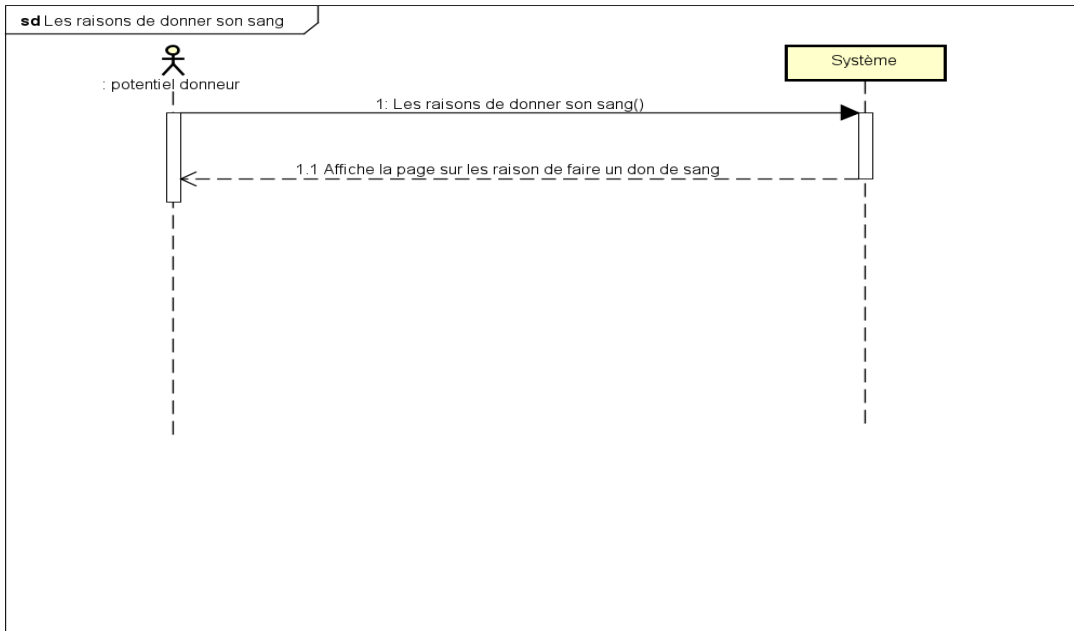 sd Les raisons de donner son sang
: potentiel donneur
Système
1: Les raisons de donner son sang()
1.1 Affiche la page sur les raison de faire un don de sang